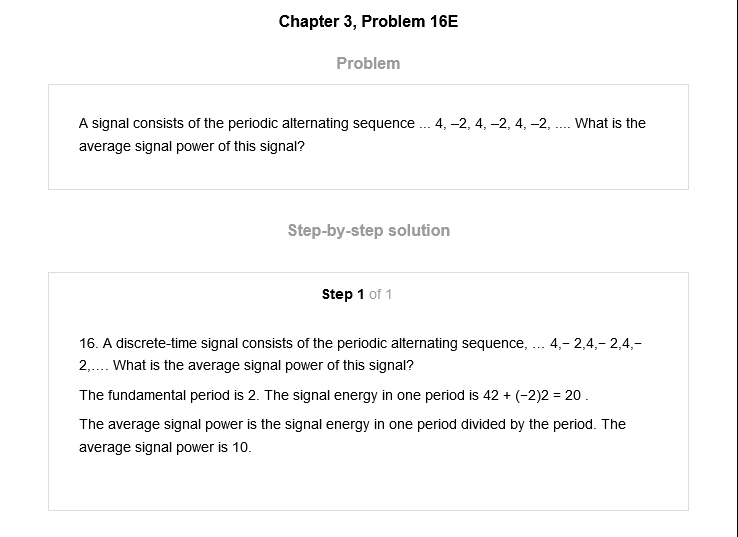 Chapter 3, Problem 16E
Problem
A signal consists of the periodic alternating sequence ... 4, –2, 4, –2, 4, –2, .... What is the
average signal power of this signal?
Step-by-step solution
Step 1 of 1
16. A discrete-time signal consists of the periodic alternating sequence, … 4,− 2,4,− 2,4,−
2,…. What is the average signal power of this signal?
The fundamental period is 2. The signal energy in one period is 42 + (−2)2 = 20 .
The average signal power is the signal energy in one period divided by the period. The
average signal power is 10.